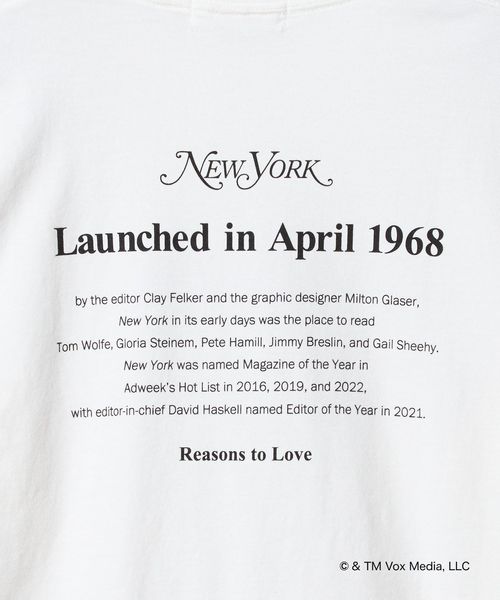 NEW YORK
Launched in April 1968
by the editor Clay Felker and the graphic designer Milton Glaser,
New York in its early days was the place to read
Tom Wolfe, Gloria Steinem, Pete Hamill, Jimmy Breslin, and Gail Sheehy.
New York was named Magazine of the Year in
Adweek's Hot List in 2016, 2019, and 2022,
with editor-in-chief David Haskell named Editor of the Year in 2021.
Reasons to Love
© & TM Vox Media, LLC